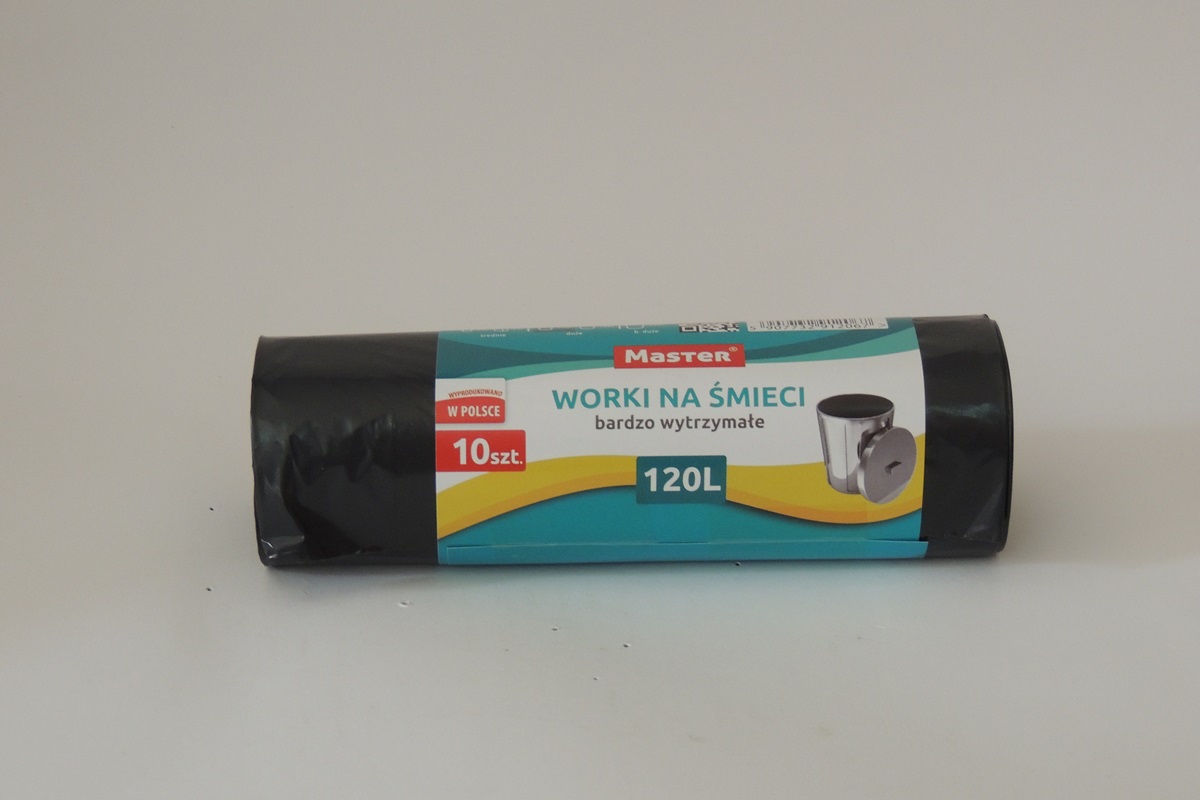 MASTER®
WORKI NA ŚMIECI
bardzo wytrzymałe
WYPRODUKOWANO
W POLSCE
10szt.
120L